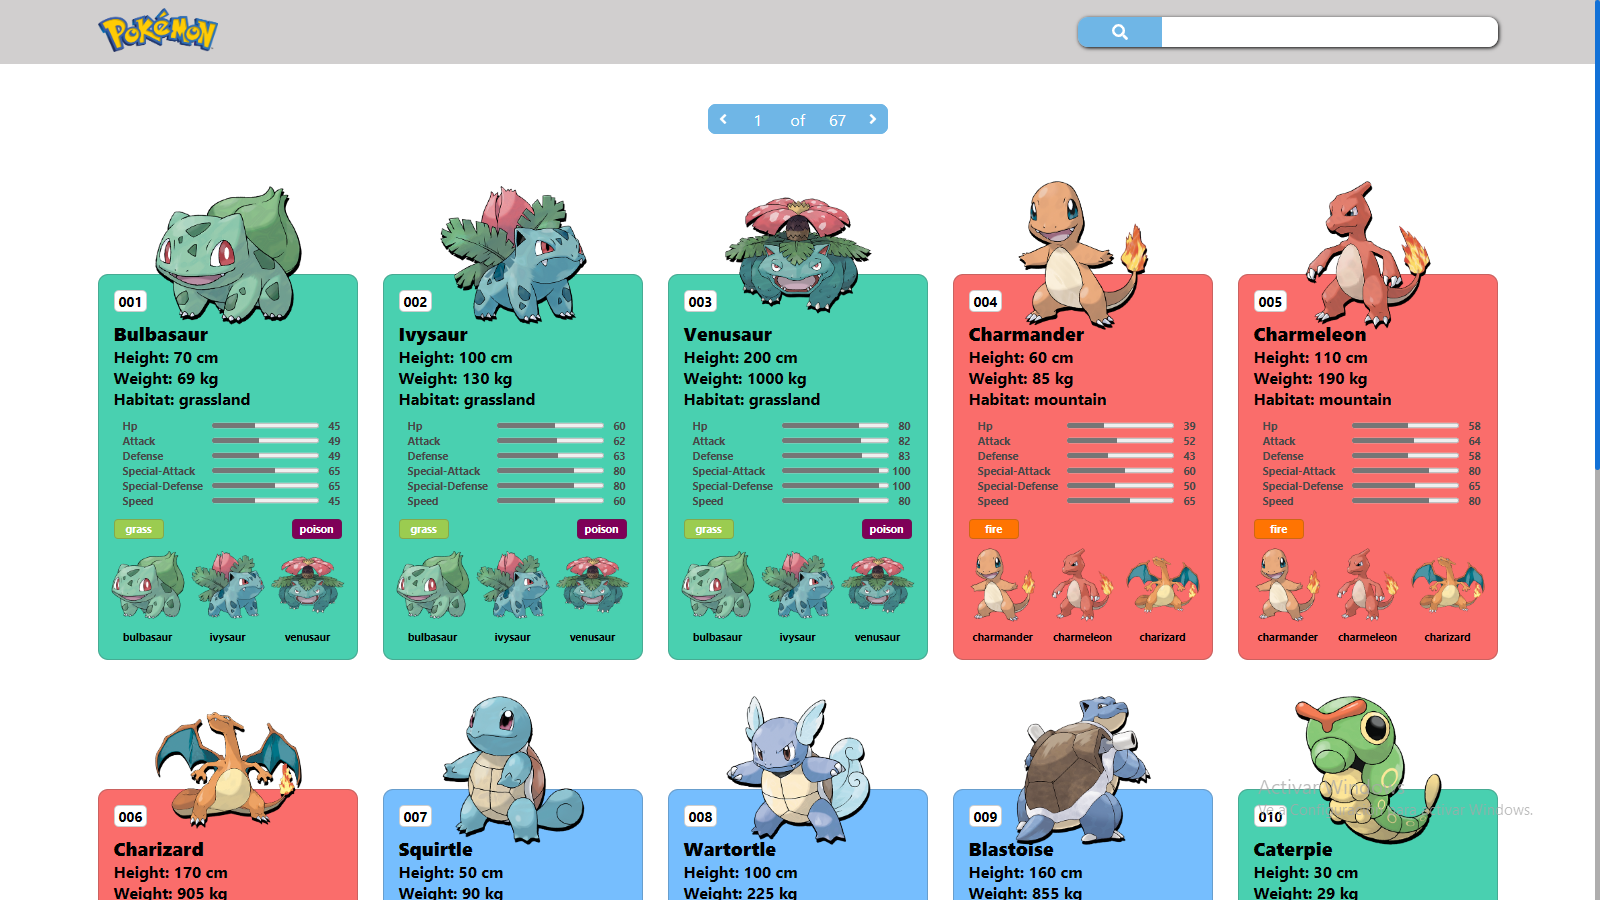 POKéMON
1 of 67
001
Bulbasaur
Height: 70 cm
Weight: 69 kg
Habitat: grassland
Hp 45
Attack 49
Defense 49
Special-Attack 65
Special-Defense 65
Speed 45
grass poison
bulbasaur ivysaur venusaur
002
Ivysaur
Height: 100 cm
Weight: 130 kg
Habitat: grassland
Hp 60
Attack 62
Defense 63
Special-Attack 80
Special-Defense 80
Speed 60
grass poison
bulbasaur ivysaur venusaur
003
Venusaur
Height: 200 cm
Weight: 1000 kg
Habitat: grassland
Hp 80
Attack 82
Defense 83
Special-Attack 100
Special-Defense 100
Speed 80
grass poison
bulbasaur ivysaur venusaur
004
Charmander
Height: 60 cm
Weight: 85 kg
Habitat: mountain
Hp 39
Attack 52
Defense 43
Special-Attack 60
Special-Defense 50
Speed 65
fire
charmander charmeleon charizard
005
Charmeleon
Height: 110 cm
Weight: 190 kg
Habitat: mountain
Hp 58
Attack 64
Defense 58
Special-Attack 80
Special-Defense 65
Speed 80
fire
charmander charmeleon charizard
006
Charizard
Height: 170 cm
Weight: 905 kg
007
Squirtle
Height: 50 cm
Weight: 90 kg
008
Wartortle
Height: 100 cm
Weight: 225 kg
009
Blastoise
Height: 160 cm
Weight: 855 kg
010
Caterpie
Height: 30 cm
Weight: 29 kg
Activar
Ve a activar Windows.